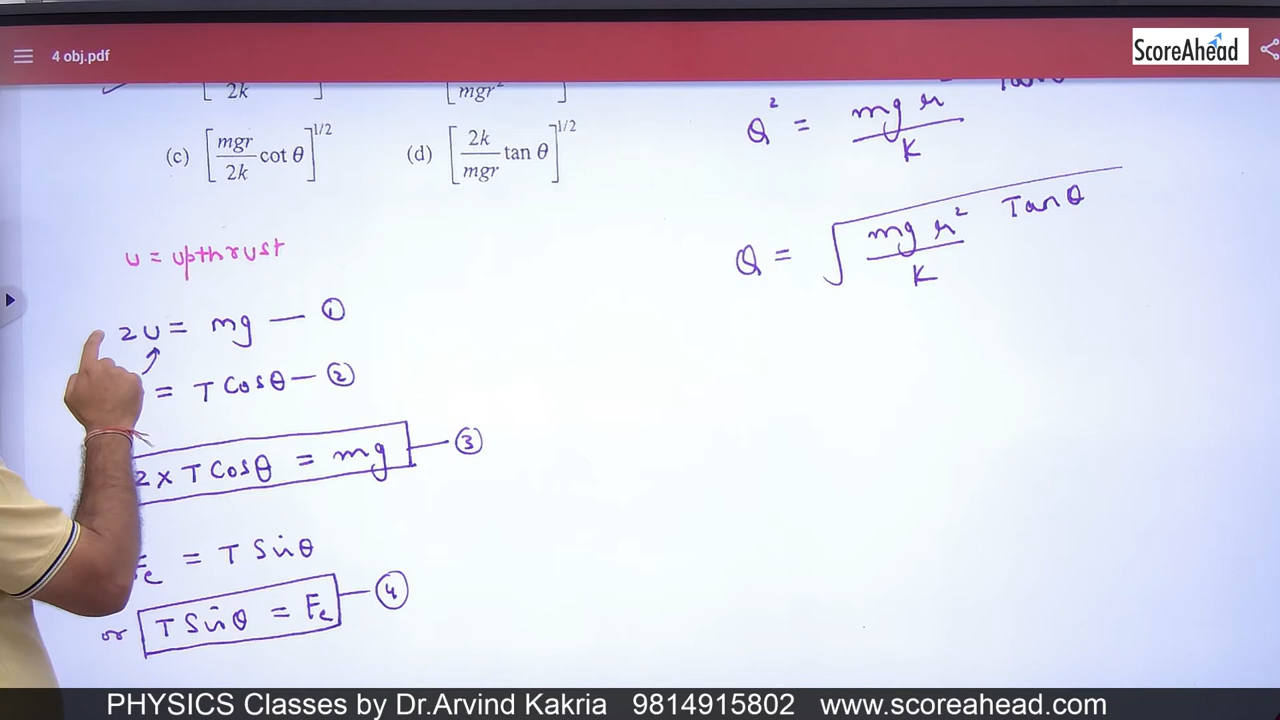 4 obj.pdf
ScoreAhead
[ 2k ] [ mgr² ]
(c) [mgr/2k cot θ]^1/2 (d) [2k/mgr tan θ]^1/2
u = upthrust
2u = mg — ①
= T Cosθ — ②
2 × T Cosθ = mg — ③
= T Sinθ
or T Sinθ = Fe — ④
Q² = mg r/K
Q = √(mg r²/K Tanθ)
PHYSICS Classes by Dr.Arvind Kakria 9814915802 www.scoreahead.com